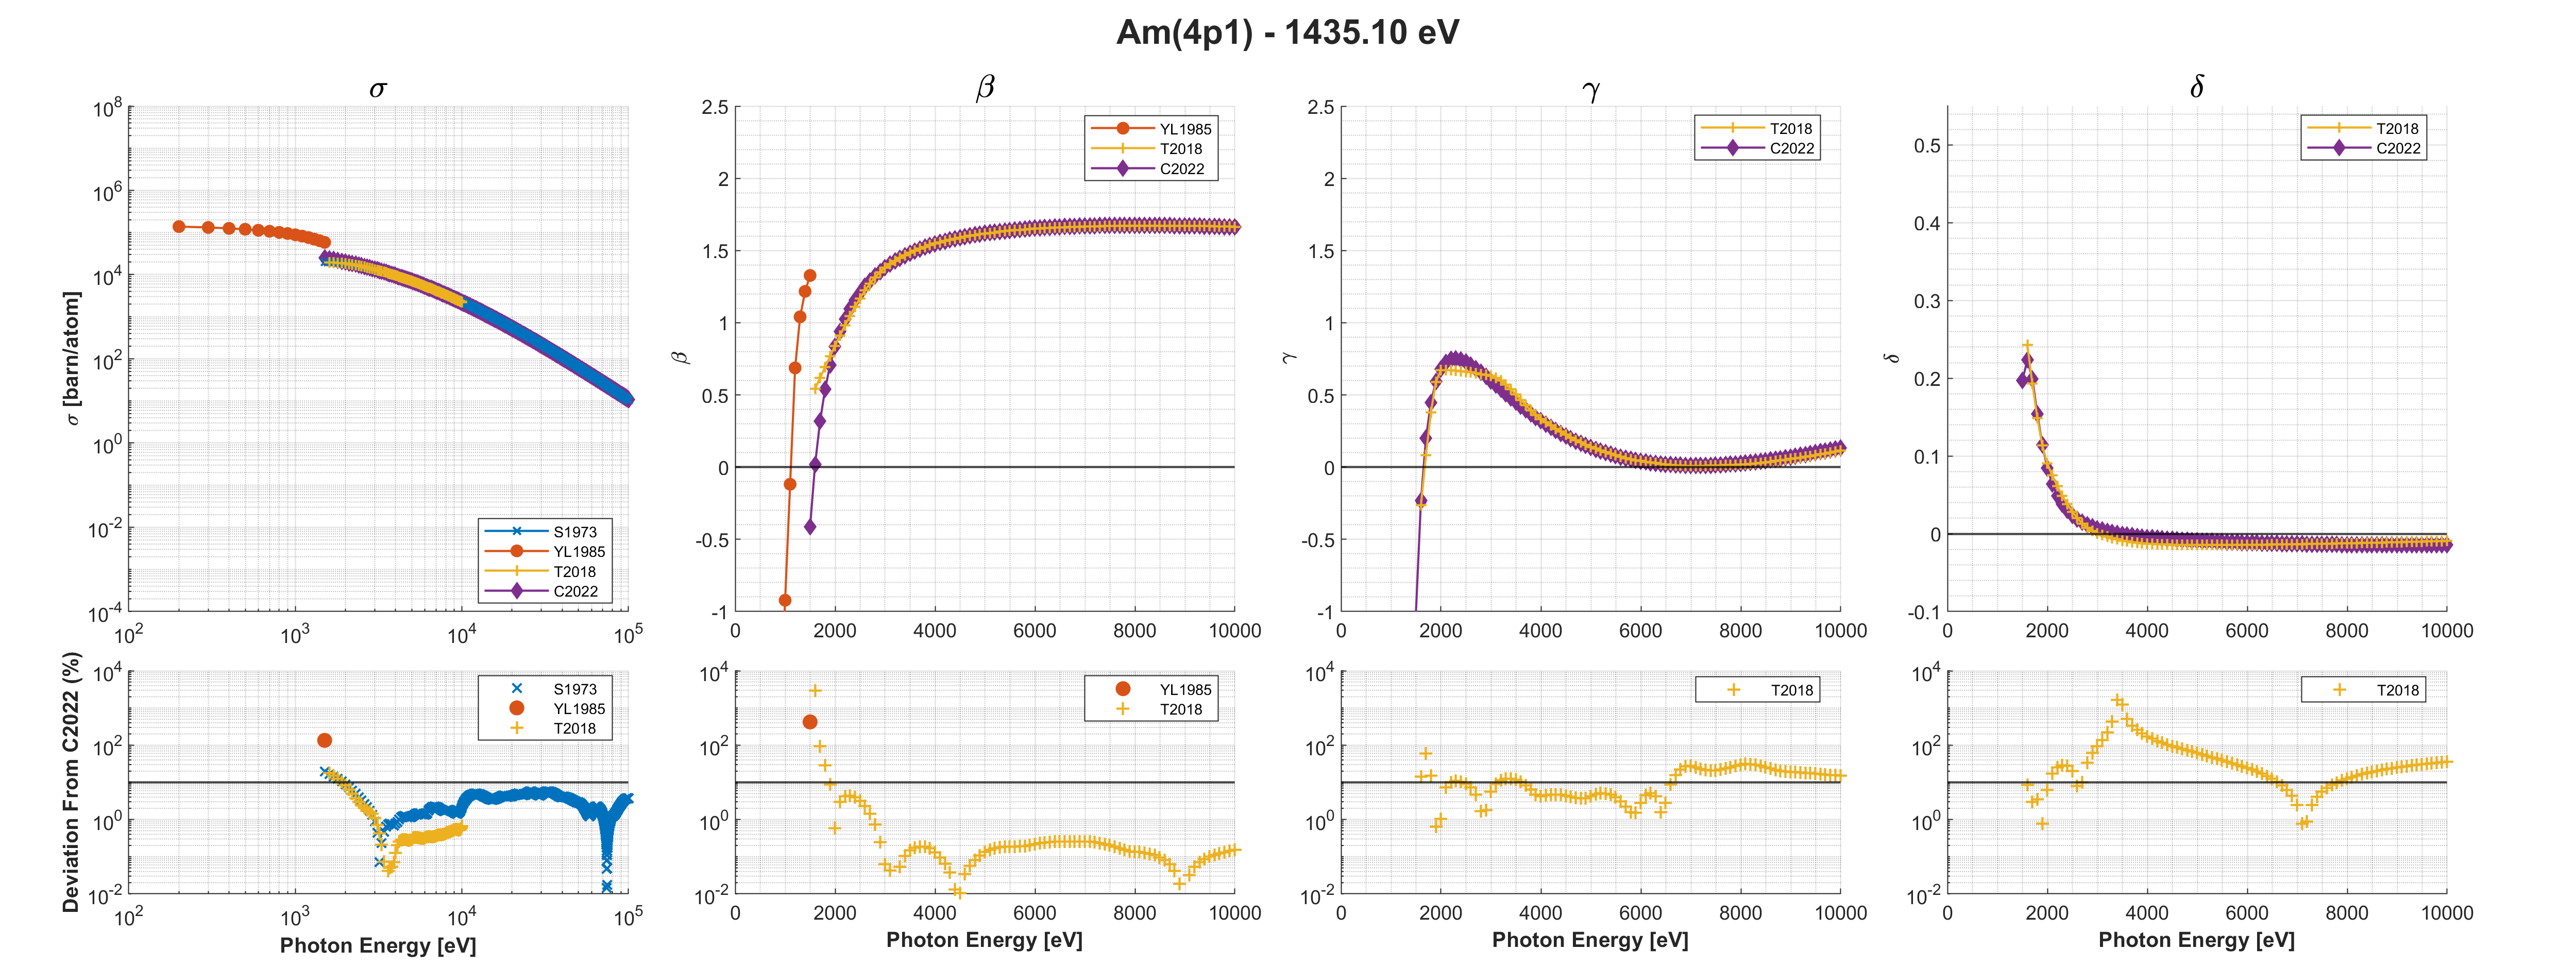 Am(4p1) - 1435.10 eV
σ
β
γ
δ
10^8
10^6
10^4
10^2
10^0
10^-2
10^-4
σ [barn/atom]
S1973
YL1985
T2018
C2022
10^2
10^3
10^4
10^5
2.5
2
1.5
1
0.5
0
-0.5
-1
β
YL1985
T2018
C2022
0
2000
4000
6000
8000
10000
2.5
2
1.5
1
0.5
0
-0.5
-1
γ
T2018
C2022
0
2000
4000
6000
8000
10000
0.5
0.4
0.3
0.2
0.1
0
-0.1
δ
T2018
C2022
0
2000
4000
6000
8000
10000
10^4
10^2
10^0
10^-2
Deviation From C2022 (%)
S1973
YL1985
T2018
10^2
10^3
10^4
10^5
Photon Energy [eV]
10^4
10^2
10^0
10^-2
YL1985
T2018
0
2000
4000
6000
8000
10000
Photon Energy [eV]
10^4
10^2
10^0
10^-2
T2018
0
2000
4000
6000
8000
10000
Photon Energy [eV]
10^4
10^2
10^0
10^-2
T2018
0
2000
4000
6000
8000
10000
Photon Energy [eV]